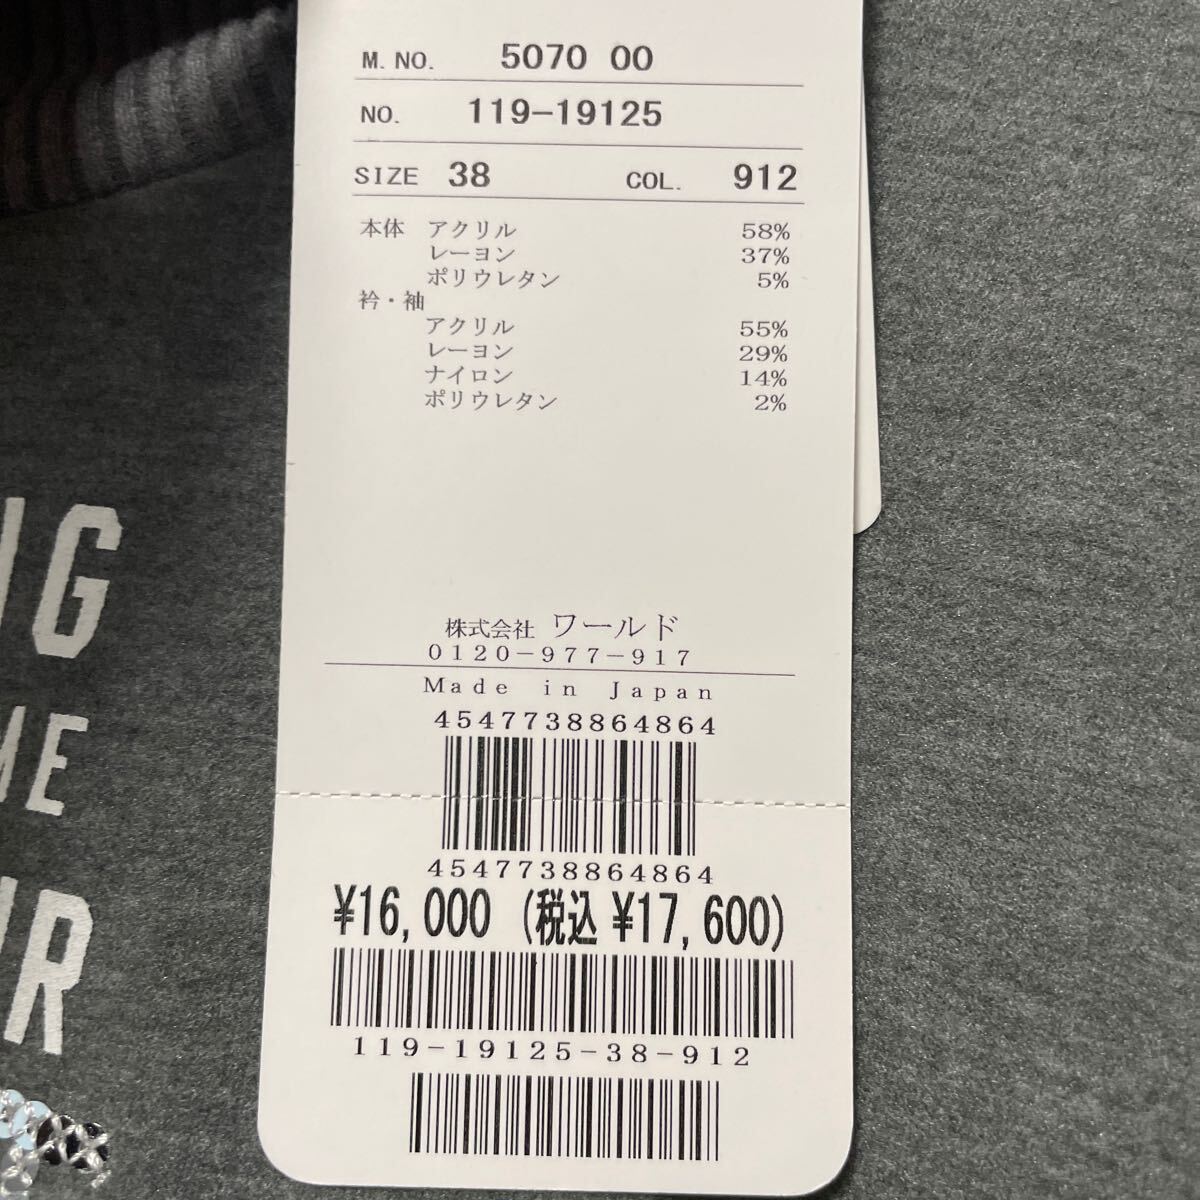 M. NO. 5070 00
NO. 119-19125
SIZE 38 COL. 912
本体 アクリル 58%
レーヨン 37%
ポリウレタン 5%
衿・袖
アクリル 55%
レーヨン 29%
ナイロン 14%
ポリウレタン 2%
株式会社 ワールド
0120-977-917
Made in Japan
4547738864864
4547738864864
¥16,000 (税込 ¥17,600)
119-19125-38-912
IG
ME
UR